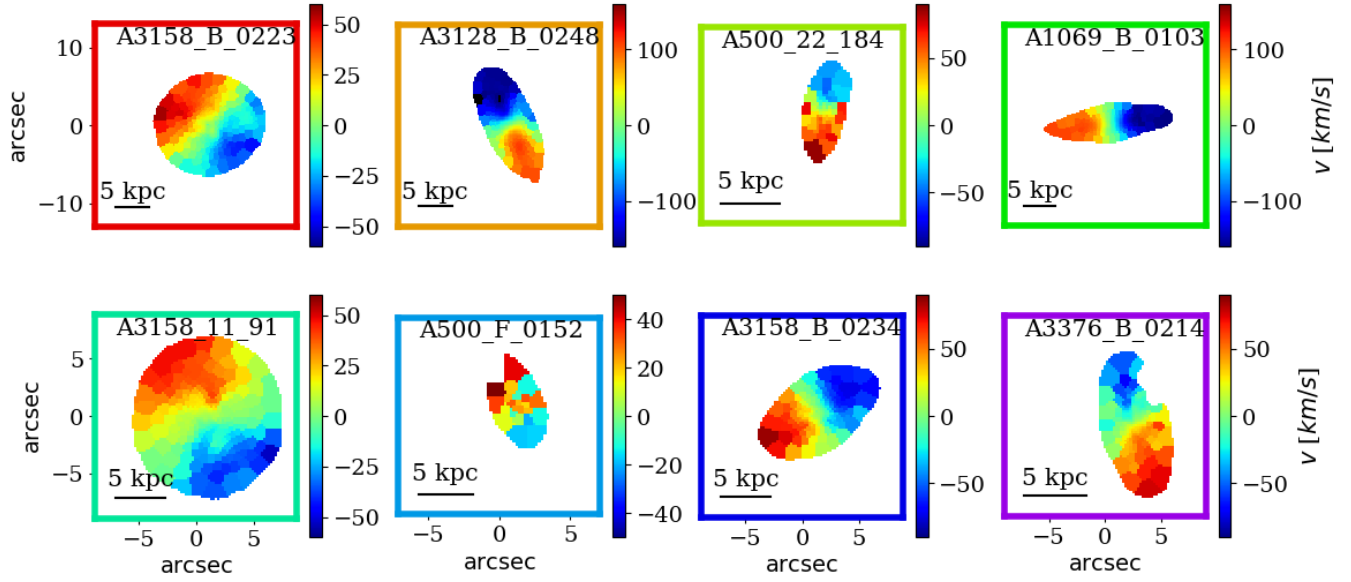 A3158_B_0223 A3128_B_0248 A500_22_184 A1069_B_0103
10 50 100 50 100
25
arcsec 0 0 0 0 0 v [km/s]
−25
−10 −50 −100 −50 −100
5 kpc 5 kpc 5 kpc 5 kpc
A3158_11_91 A500_F_0152 A3158_B_0234 A3376_B_0214
5 50 40 50 50
25 20
arcsec 0 0 0 0 0 v [km/s]
−25 −20
−5 −50 −40 −50 −50
5 kpc 5 kpc 5 kpc 5 kpc
−5 0 5 −5 0 5 −5 0 5 −5 0 5
arcsec arcsec arcsec arcsec